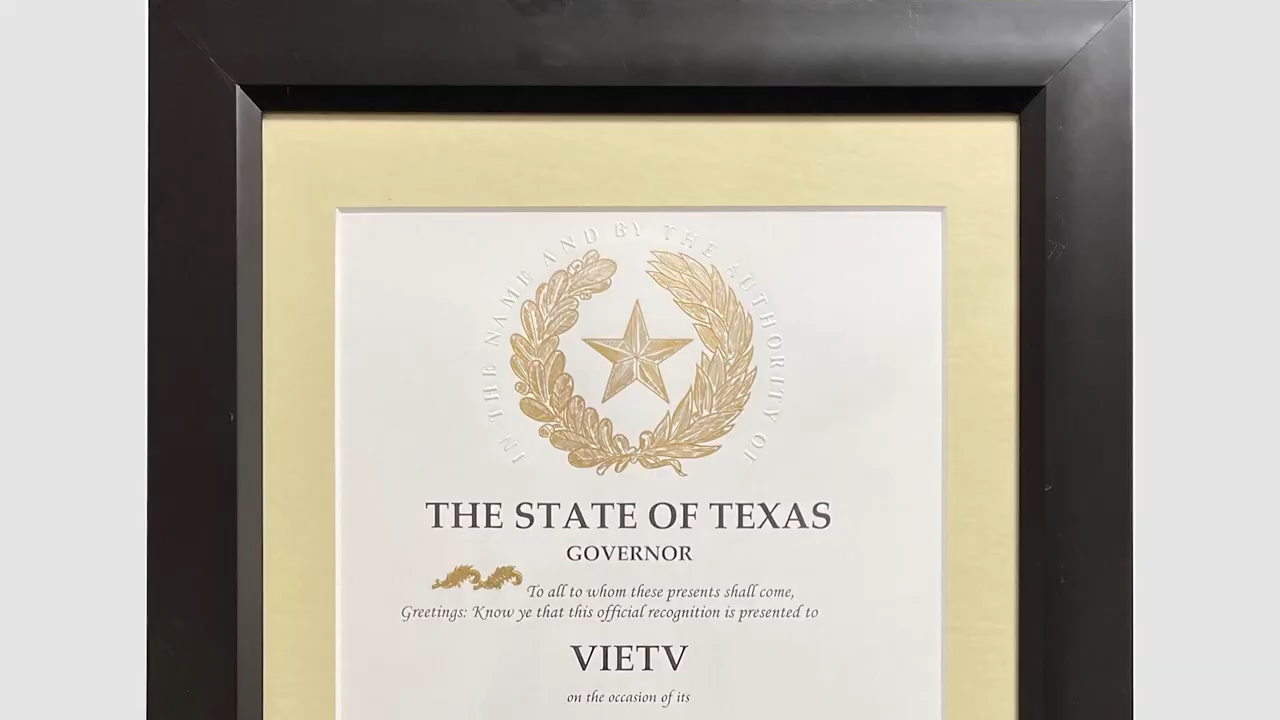 IN THE NAME AND BY THE AUTHORITY OF
THE STATE OF TEXAS
GOVERNOR
To all to whom these presents shall come,
Greetings: Know ye that this official recognition is presented to
VIETV
on the occasion of its